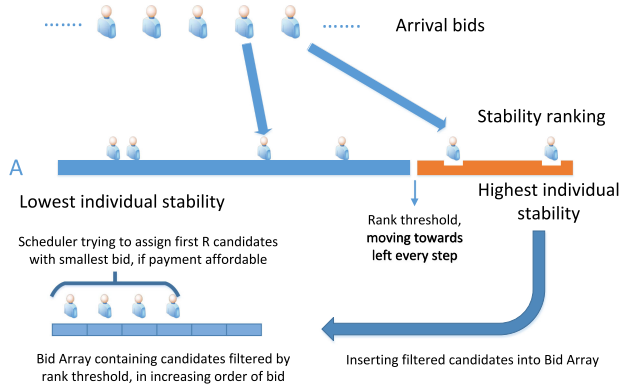 ....... ....... Arrival bids
Stability ranking
A
Lowest individual stability
Highest individual
stability
Rank threshold,
moving towards
left every step
Scheduler trying to assign first R candidates
with smallest bid, if payment affordable
Bid Array containing candidates filtered by
rank threshold, in increasing order of bid
Inserting filtered candidates into Bid Array